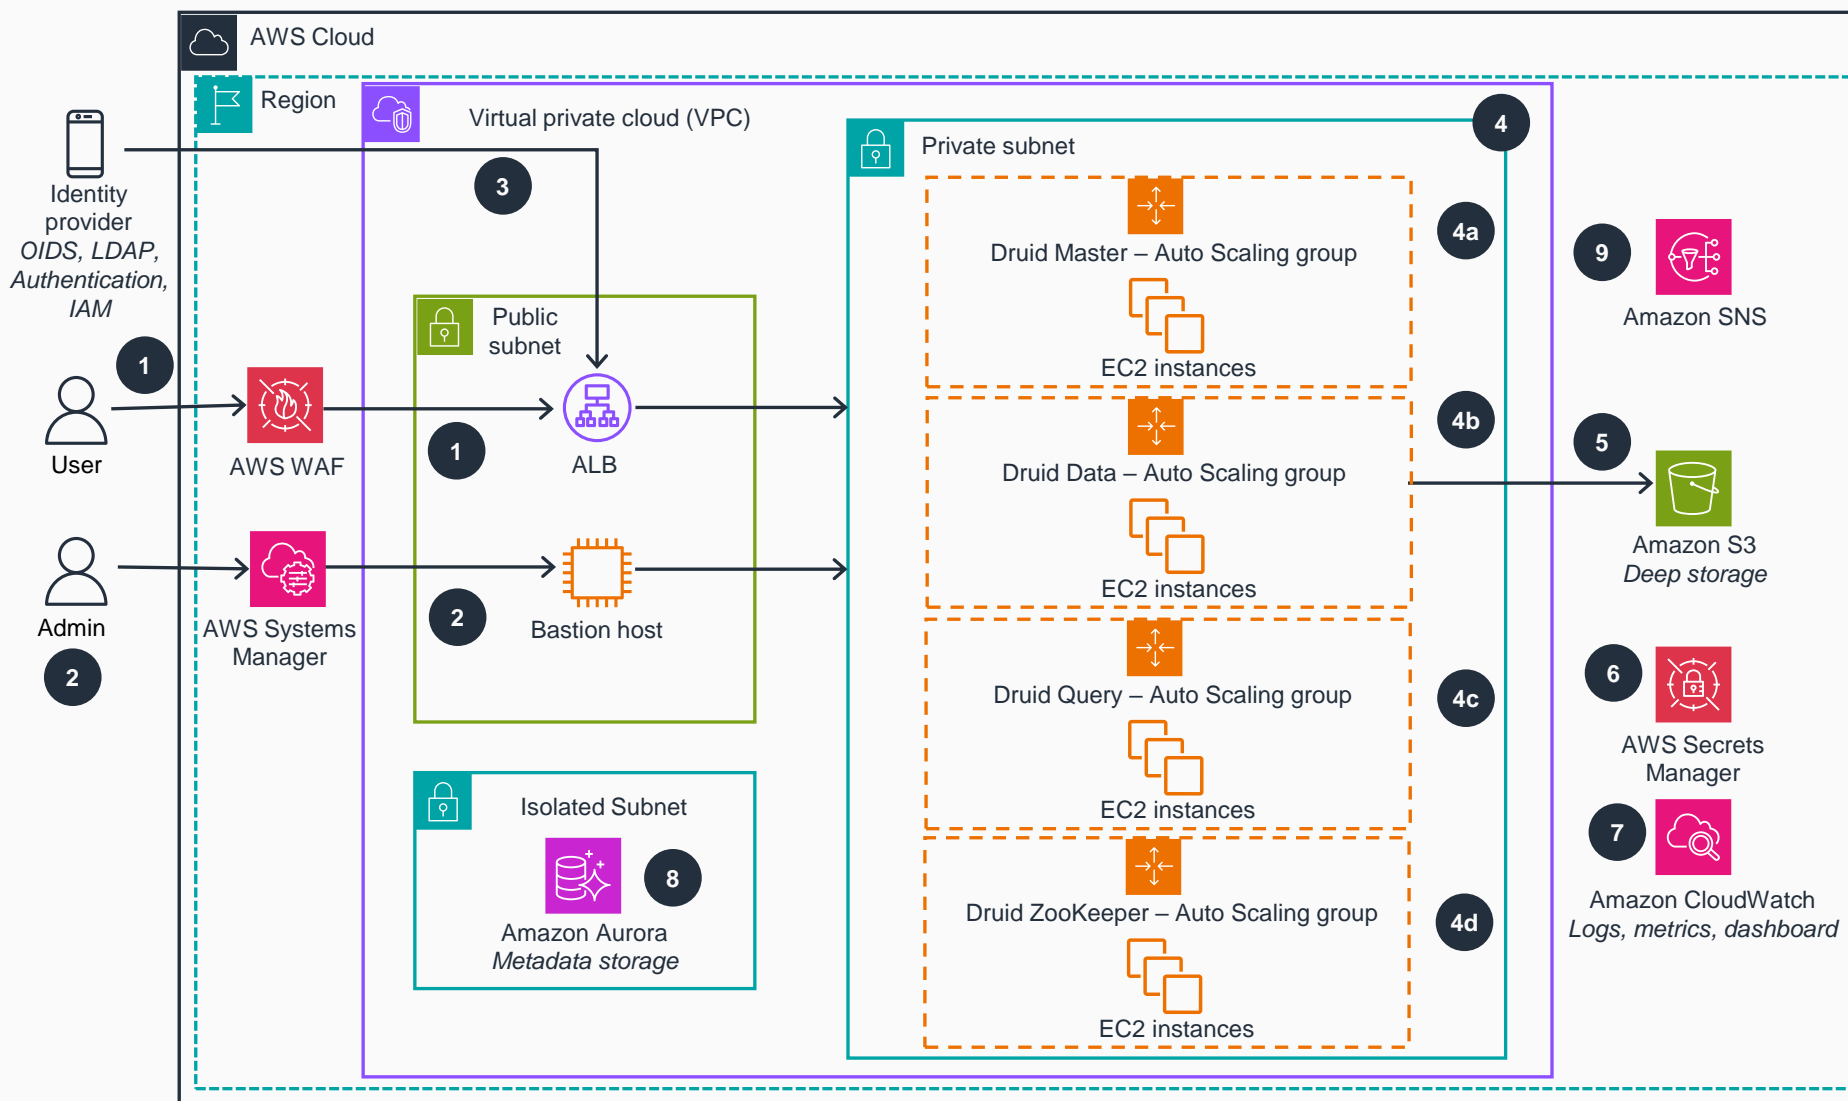 AWS Cloud
Region
Virtual private cloud (VPC)
4
Private subnet
Identity
provider
OIDS, LDAP,
Authentication,
IAM
3
Public
subnet
1
User
AWS WAF
1
ALB
Admin
2
AWS Systems
Manager
2
Bastion host
Isolated Subnet
8
Amazon Aurora
Metadata storage
4a
Druid Master – Auto Scaling group
EC2 instances
4b
Druid Data – Auto Scaling group
EC2 instances
4c
Druid Query – Auto Scaling group
EC2 instances
4d
Druid ZooKeeper – Auto Scaling group
EC2 instances
9
Amazon SNS
5
Amazon S3
Deep storage
6
AWS Secrets
Manager
7
Amazon CloudWatch
Logs, metrics, dashboard